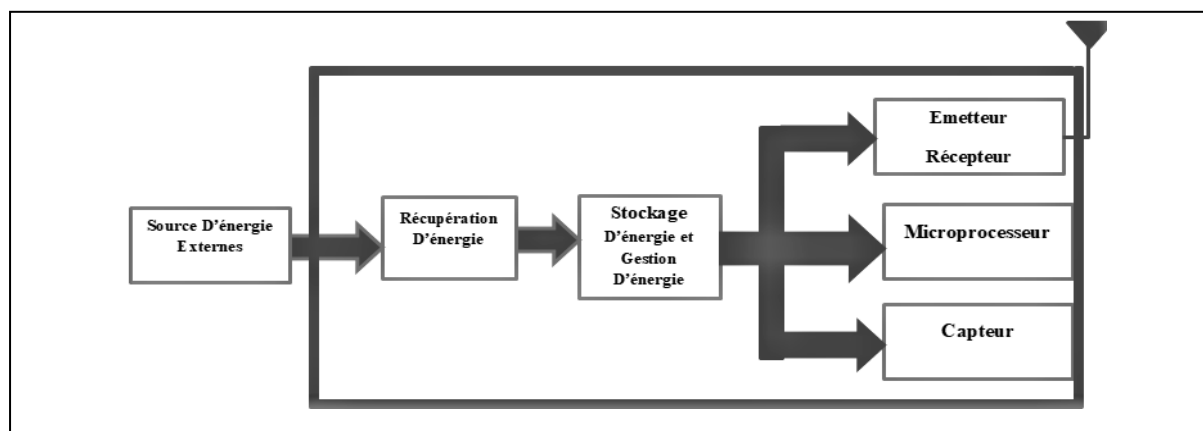 Source D'énergie
Externes
Récupération
D'énergie
Stockage
D'énergie et
Gestion
D'énergie
Emetteur
Récepteur
Microprocesseur
Capteur